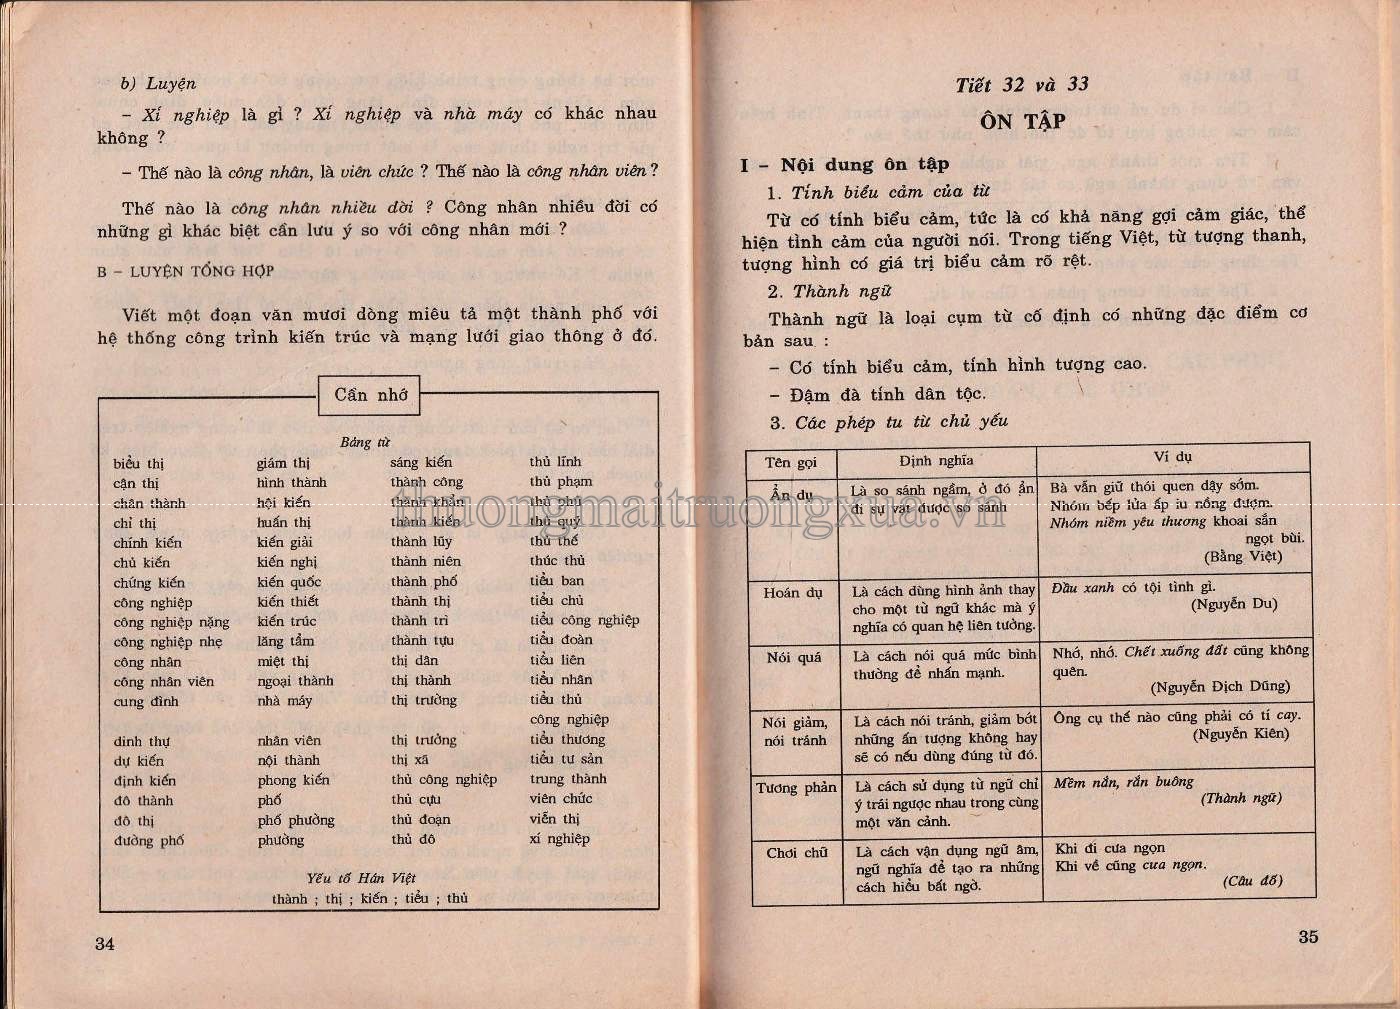 b) Luyện
– Xí nghiệp là gì ? Xí nghiệp và nhà máy có khác nhau
không ?
– Thế nào là công nhân, là viên chức ? Thế nào là công nhân viên ?
Thế nào là công nhân nhiều đời ? Công nhân nhiều đời có
những gì khác biệt cần lưu ý so với công nhân mới ?
B – LUYỆN TỔNG HỢP
Viết một đoạn văn mươi dòng miêu tả một thành phố với
hệ thống công trình kiến trúc và mạng lưới giao thông ở đó.
Cần nhớ
Bảng từ
biểu thị giám thị sáng kiến thủ lĩnh
cận thị hình thành thành công thủ phạm
chân thành hội kiến thành khẩn thủ phủ
chỉ thị huấn thị thành kiến thủ quỹ
chính kiến kiến giải thành lũy thủ thế
chủ kiến kiến nghị thành niên thúc thủ
chứng kiến kiến quốc thành phố tiểu ban
công nghiệp kiến thiết thành thị tiểu chủ
công nghiệp nặng kiến trúc thành trì tiểu công nghiệp
công nghiệp nhẹ lăng tẩm thành tựu tiểu đoàn
công nhân miệt thị thị dân tiểu liên
công nhân viên ngoại thành thị thành tiểu nhân
cung đình nhà máy thị trường tiểu thủ
công nghiệp
dinh thự nhân viên thị trưởng tiểu thương
dự kiến nội thành thị xã tiểu tư sản
định kiến phong kiến thủ công nghiệp trung thành
đô thành phố thủ cựu viên chức
đô thị phố phường thủ đoạn viễn thị
đường phố phường thủ đô xí nghiệp
Yếu tố Hán Việt
thành ; thị ; kiến ; tiểu ; thủ
34
Tiết 32 và 33
ÔN TẬP
I – Nội dung ôn tập
1. Tính biểu cảm của từ
Từ có tính biểu cảm, tức là có khả năng gợi cảm giác, thể
hiện tình cảm của người nói. Trong tiếng Việt, từ tượng thanh,
tượng hình có giá trị biểu cảm rõ rệt.
2. Thành ngữ
Thành ngữ là loại cụm từ cố định có những đặc điểm cơ
bản sau :
– Có tính biểu cảm, tính hình tượng cao.
– Đậm đà tính dân tộc.
3. Các phép tu từ chủ yếu
Tên gọi Định nghĩa Ví dụ
Ẩn dụ Là so sánh ngầm, ở đó ẩn Bà vẫn giữ thói quen dậy sớm.
đi sự vật được so sánh Nhóm bếp lửa ấp iu nồng đượm.
Nhóm niềm yêu thương khoai sắn
ngọt bùi.
(Bằng Việt)
Hoán dụ Là cách dùng hình ảnh thay Đầu xanh có tội tình gì.
cho một từ ngữ khác mà ý (Nguyễn Du)
nghĩa có quan hệ liên tưởng.
Nói quá Là cách nói quá mức bình Nhớ, nhớ. Chết xuống đất cũng không
thường để nhấn mạnh. quên.
(Nguyễn Địch Dũng)
Nói giảm, Là cách nói tránh, giảm bớt Ông cụ thế nào cũng phải có tí cay.
nói tránh những ấn tượng không hay (Nguyễn Kiên)
sẽ có nếu dùng đúng từ đó.
Tương phản Là cách sử dụng từ ngữ chỉ Mềm nắn, rắn buông
ý trái ngược nhau trong cùng (Thành ngữ)
một văn cảnh.
Chơi chữ Là cách vận dụng ngữ âm, Khi đi cưa ngọn
ngữ nghĩa để tạo ra những Khi về cũng cưa ngọn.
cách hiểu bất ngờ. (Câu đố)
35
thuongmaitruongxua.vn